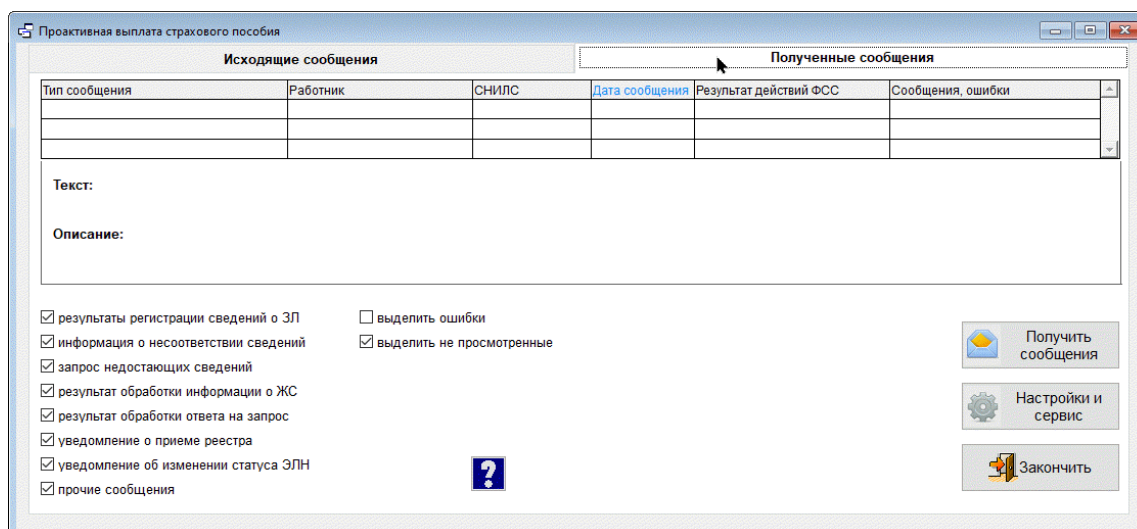 Проактивная выплата страхового пособия
Исходящие сообщения
Полученные сообщения
Тип сообщения Работник СНИЛС Дата сообщения Результат действий ФСС Сообщения, ошибки
Текст:
Описание:
результаты регистрации сведений о ЗЛ
выделить ошибки
информация о несоответствии сведений
выделить не просмотренные
запрос недостающих сведений
результат обработки информации о ЖС
результат обработки ответа на запрос
уведомление о приеме реестра
уведомление об изменении статуса ЭЛН
прочие сообщения
?
Получить
сообщения
Настройки и
сервис
Закончить